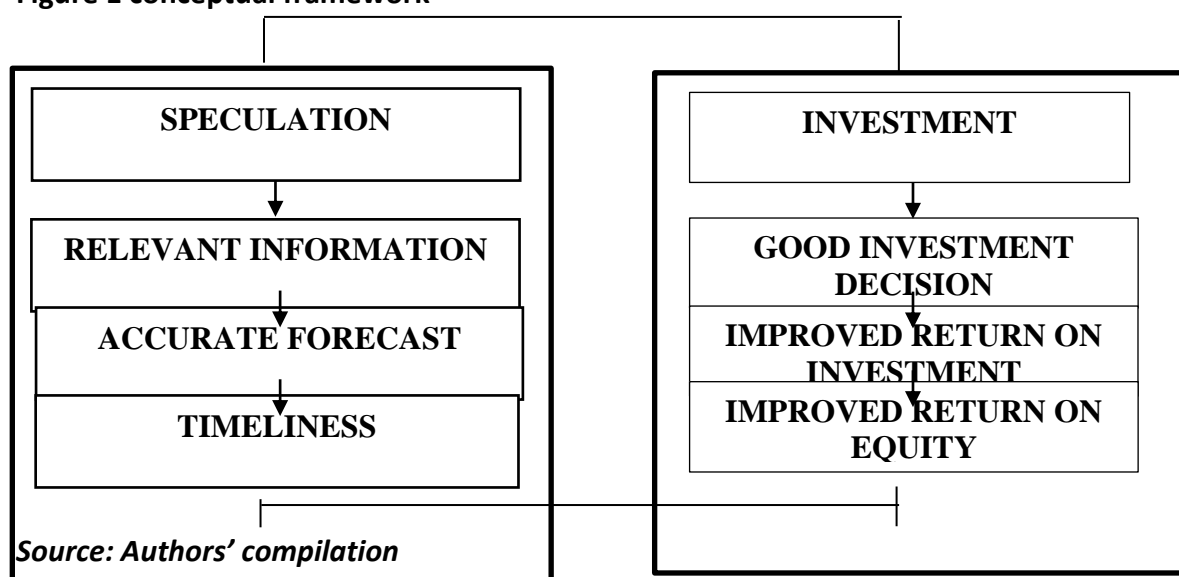 Figure 1 conceptual framework
SPECULATION
RELEVANT INFORMATION
ACCURATE FORECAST
TIMELINESS
INVESTMENT
GOOD INVESTMENT
DECISION
IMPROVED RETURN ON
INVESTMENT
IMPROVED RETURN ON
EQUITY
Source: Authors’ compilation